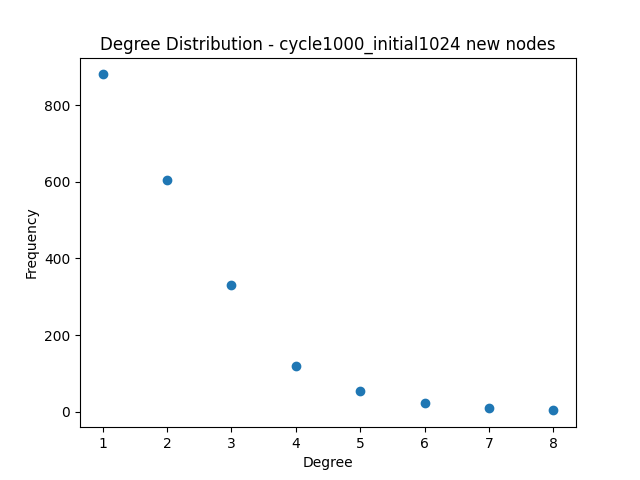 Degree Distribution - cycle1000_initial1024 new nodes
Frequency
800
600
400
200
0
1 2 3 4 5 6 7 8
Degree